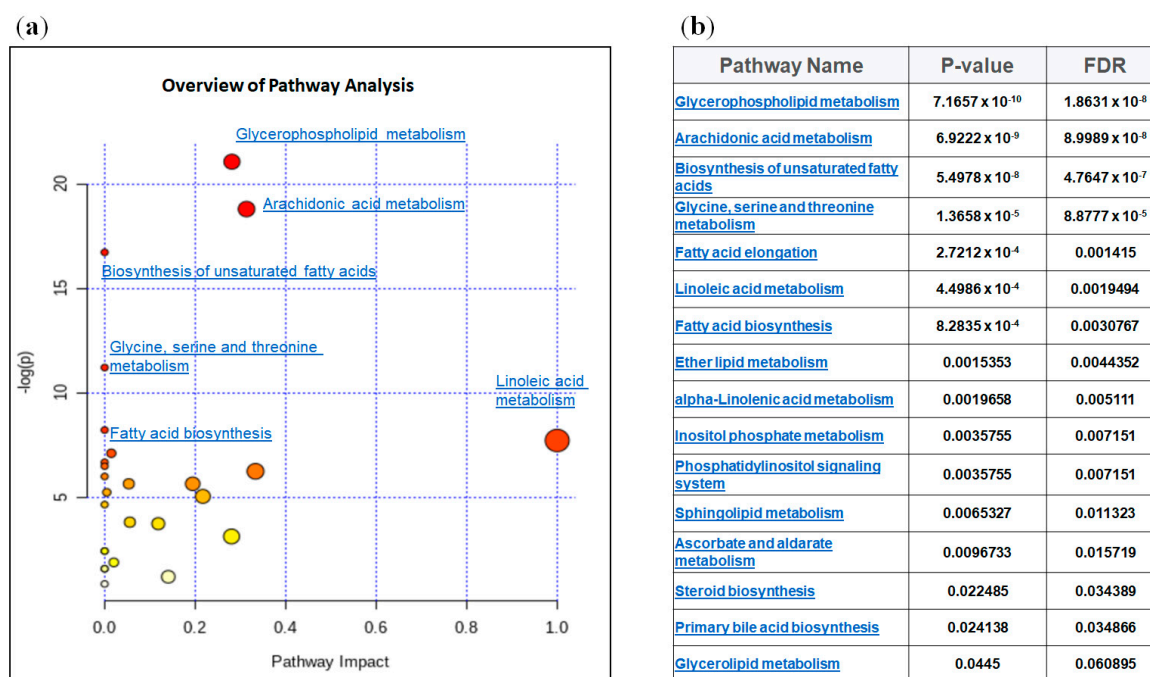 (a)
Overview of Pathway Analysis
Glycerophospholipid metabolism
20
Arachidonic acid metabolism
Biosynthesis of unsaturated fatty acids
15
Glycine, serine and threonine
metabolism
-log(p)
10
Linoleic acid
metabolism
Fatty acid biosynthesis
5
0.0 0.2 0.4 0.6 0.8 1.0
Pathway Impact
(b)
Pathway Name P-value FDR
Glycerophospholipid metabolism 7.1657 x 10⁻¹⁰ 1.8631 x 10⁻⁸
Arachidonic acid metabolism 6.9222 x 10⁻⁹ 8.9989 x 10⁻⁸
Biosynthesis of unsaturated fatty
acids 5.4978 x 10⁻⁸ 4.7647 x 10⁻⁷
Glycine, serine and threonine
metabolism 1.3658 x 10⁻⁵ 8.8777 x 10⁻⁵
Fatty acid elongation 2.7212 x 10⁻⁴ 0.001415
Linoleic acid metabolism 4.4986 x 10⁻⁴ 0.0019494
Fatty acid biosynthesis 8.2835 x 10⁻⁴ 0.0030767
Ether lipid metabolism 0.0015353 0.0044352
alpha-Linolenic acid metabolism 0.0019658 0.005111
Inositol phosphate metabolism 0.0035755 0.007151
Phosphatidylinositol signaling
system 0.0035755 0.007151
Sphingolipid metabolism 0.0065327 0.011323
Ascorbate and aldarate
metabolism 0.0096733 0.015719
Steroid biosynthesis 0.022485 0.034389
Primary bile acid biosynthesis 0.024138 0.034866
Glycerolipid metabolism 0.0445 0.060895